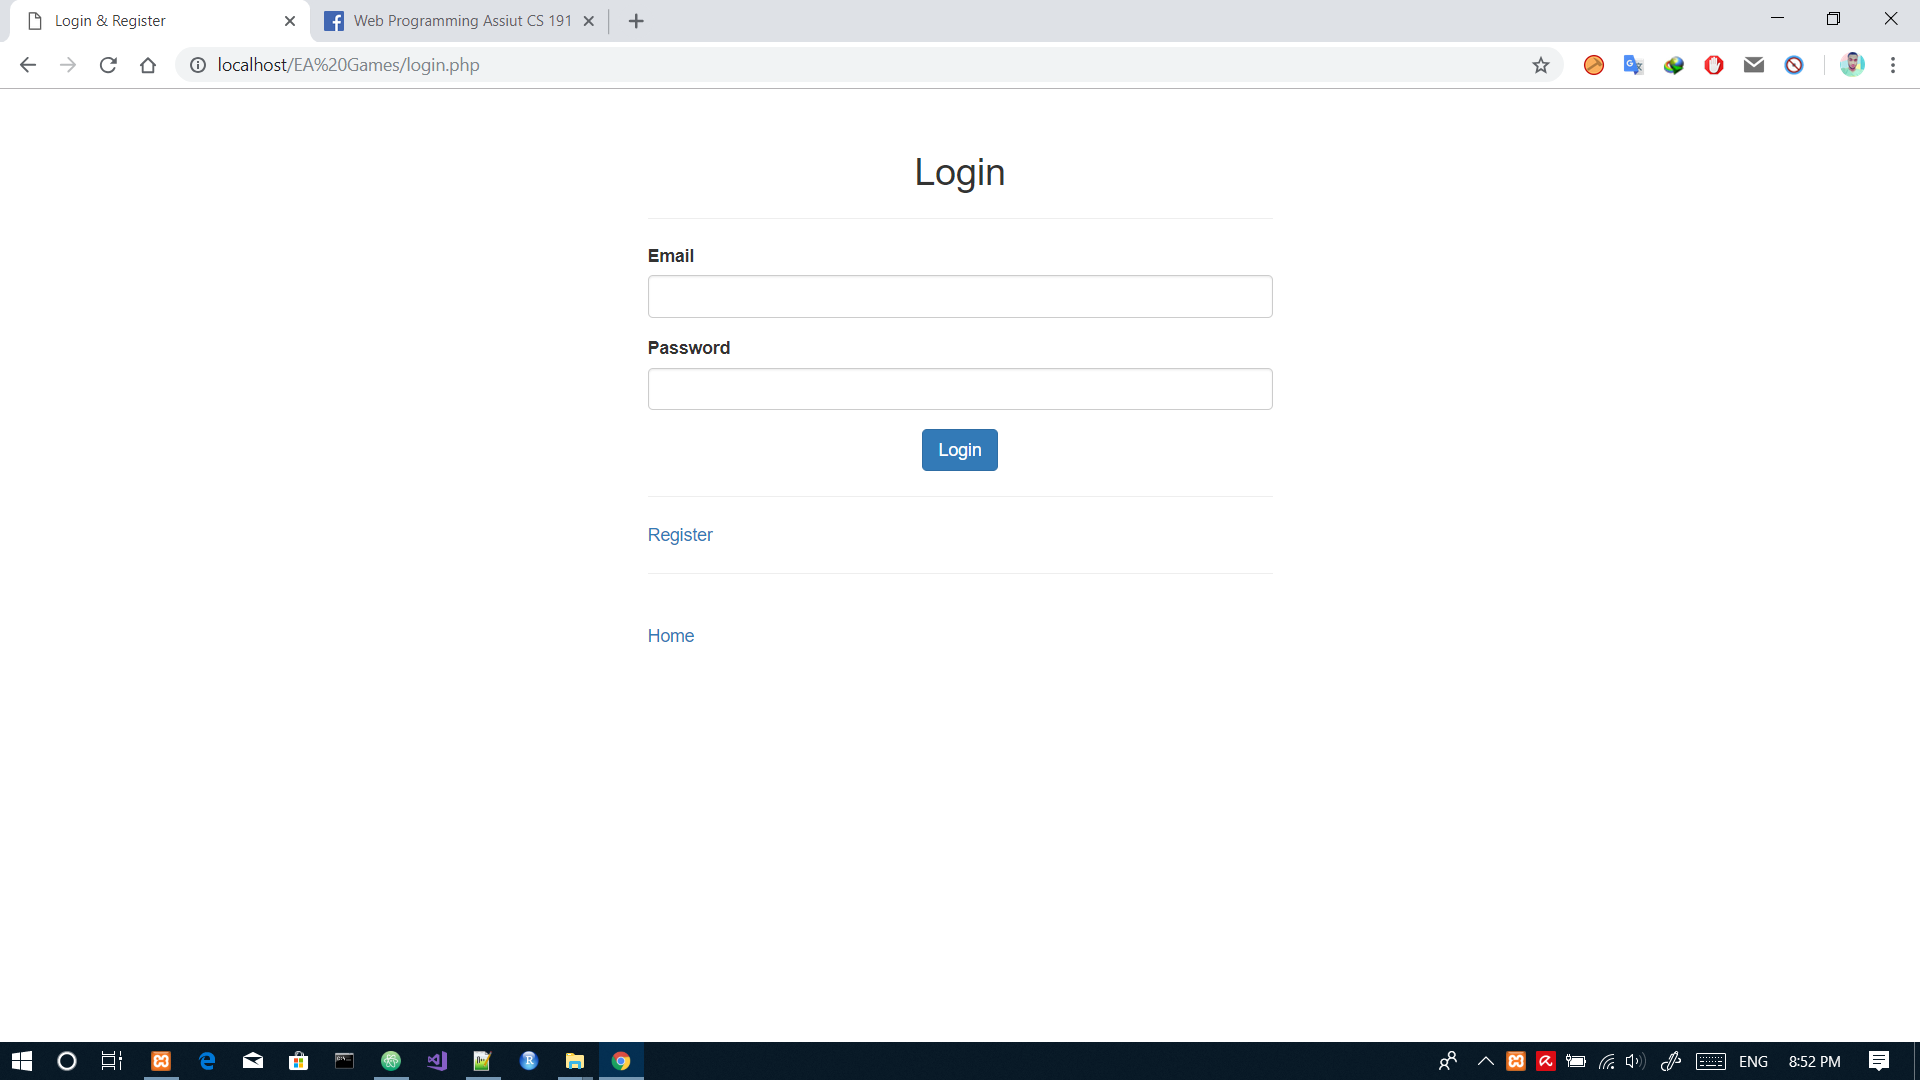 Login & Register
Web Programming Assiut CS 191
localhost/EA%20Games/login.php
Login
Email
Password
Login
Register
Home
ENG
8:52 PM